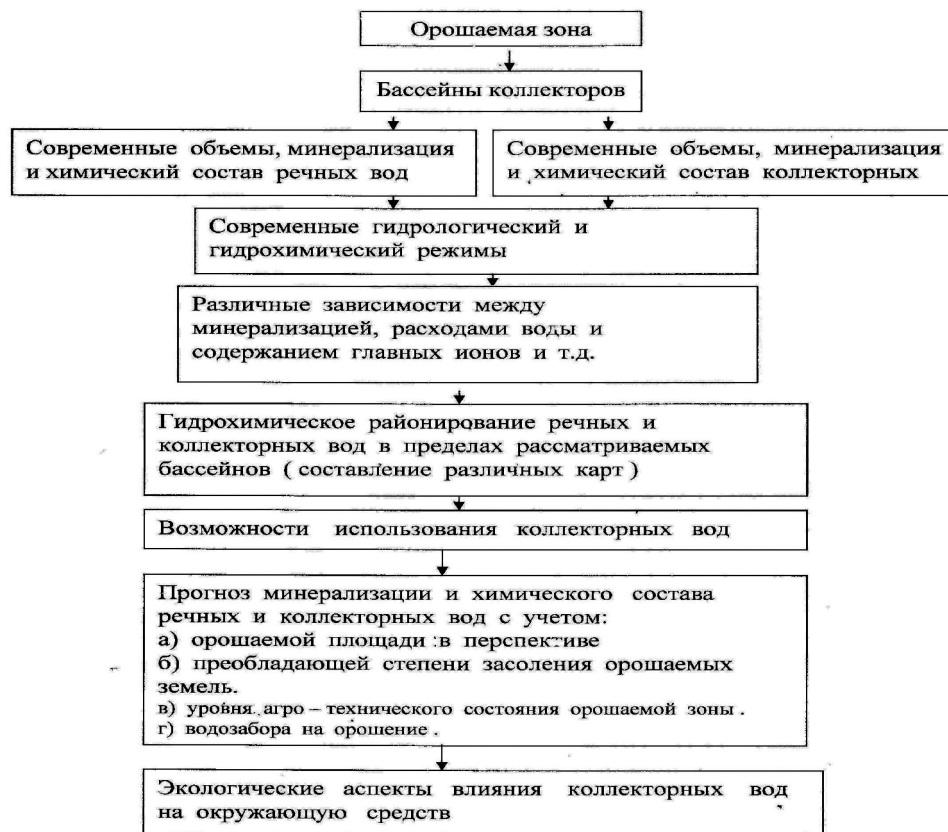 Орошаемая зона
Бассейны коллекторов
Современные объемы, минерализация
и химический состав речных вод
Современные объемы, минерализация
и химический состав коллекторных
Современные гидрологический и
гидрохимический режимы
Различные зависимости между
минерализацией, расходами воды и
содержанием главных ионов и т.д.
Гидрохимическое районирование речных и
коллекторных вод в пределах рассматриваемых
бассейнов ( составление различных карт )
Возможности использования коллекторных вод
Прогноз минерализации и химического состава
речных и коллекторных вод с учетом:
а) орошаемой площади в перспективе
б) преобладающей степени засоления орошаемых
земель.
в) уровня агро – технического состояния орошаемой зоны .
г) водозабора на орошение .
Экологические аспекты влияния коллекторных вод
на окружающую средств